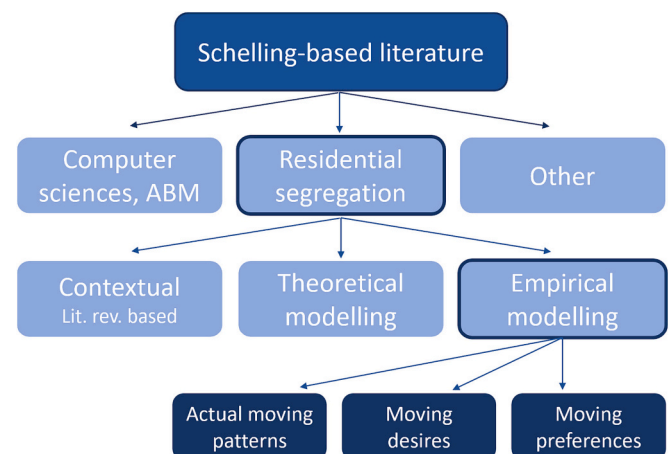 Schelling-based literature
Computer
sciences, ABM
Residential
segregation
Other
Contextual
Lit. rev. based
Theoretical
modelling
Empirical
modelling
Actual moving
patterns
Moving
desires
Moving
preferences